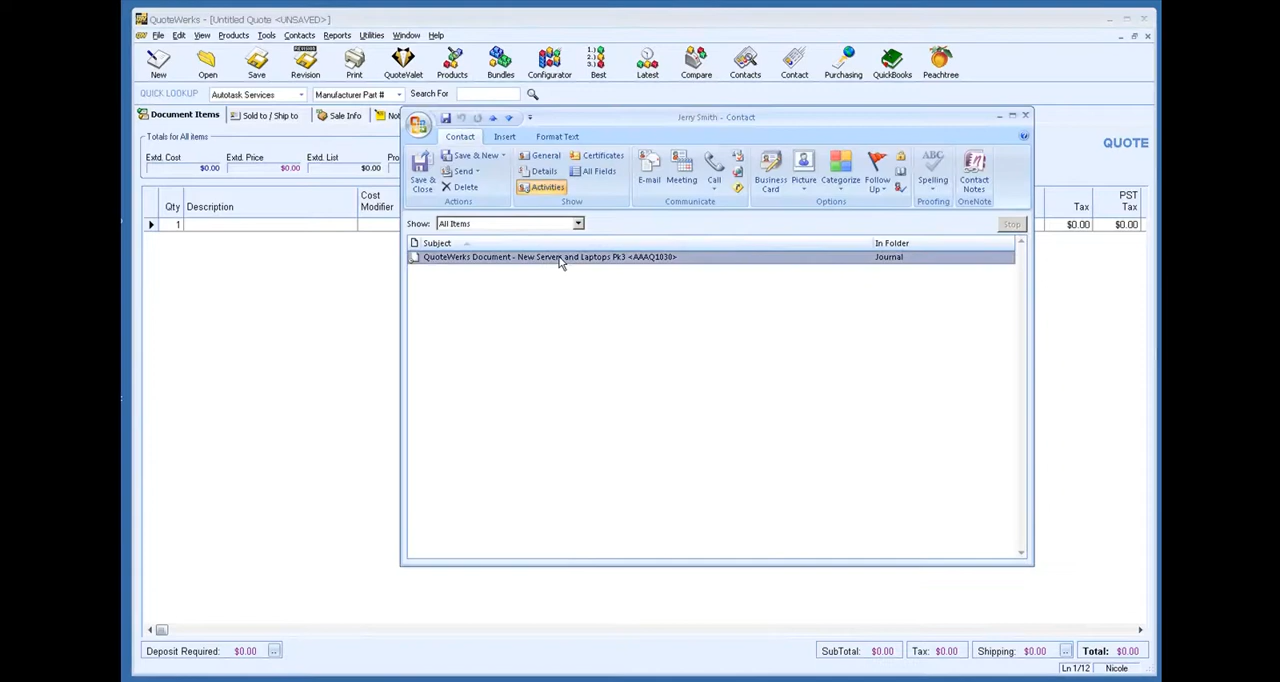 QuoteWerks - [Untitled Quote <UNSAVED>]
File Edit View Products Tools Contacts Reports Utilities Window Help
REVISION
1.)
2.)
3.)
New Open Save Revision Print QuoteValet Products Bundles Configurator Best Latest Compare Contacts Contact Purchasing QuickBooks Peachtree
QUICK LOOKUP Autotask Services Manufacturer Part # Search For
Document Items Sold to / Ship to Sale Info Not
Totals for All items
Extd. Cost Extd. Price Extd. List Pro
$0.00 $0.00 $0.00
QUOTE
Qty Description Cost Modifier Tax PST Tax
1 $0.00 $0.00
Jerry Smith - Contact
Contact Insert Format Text
Save & Close
Save & New
Send
Delete
Actions
General Certificates
Details All Fields
Activities
Show
E-mail Meeting Call
Communicate
Business Card Picture Categorize Follow Up
Options
ABC
Spelling
Proofing
Contact Notes
OneNote
Show: All Items Stop
Subject In Folder
QuoteWerks Document - New Servers and Laptops Pk3 <AAAQ1030> Journal
Deposit Required: $0.00 ... SubTotal: $0.00 Tax: $0.00 Shipping: $0.00 ... Total: $0.00
Ln 1/12 Nicole